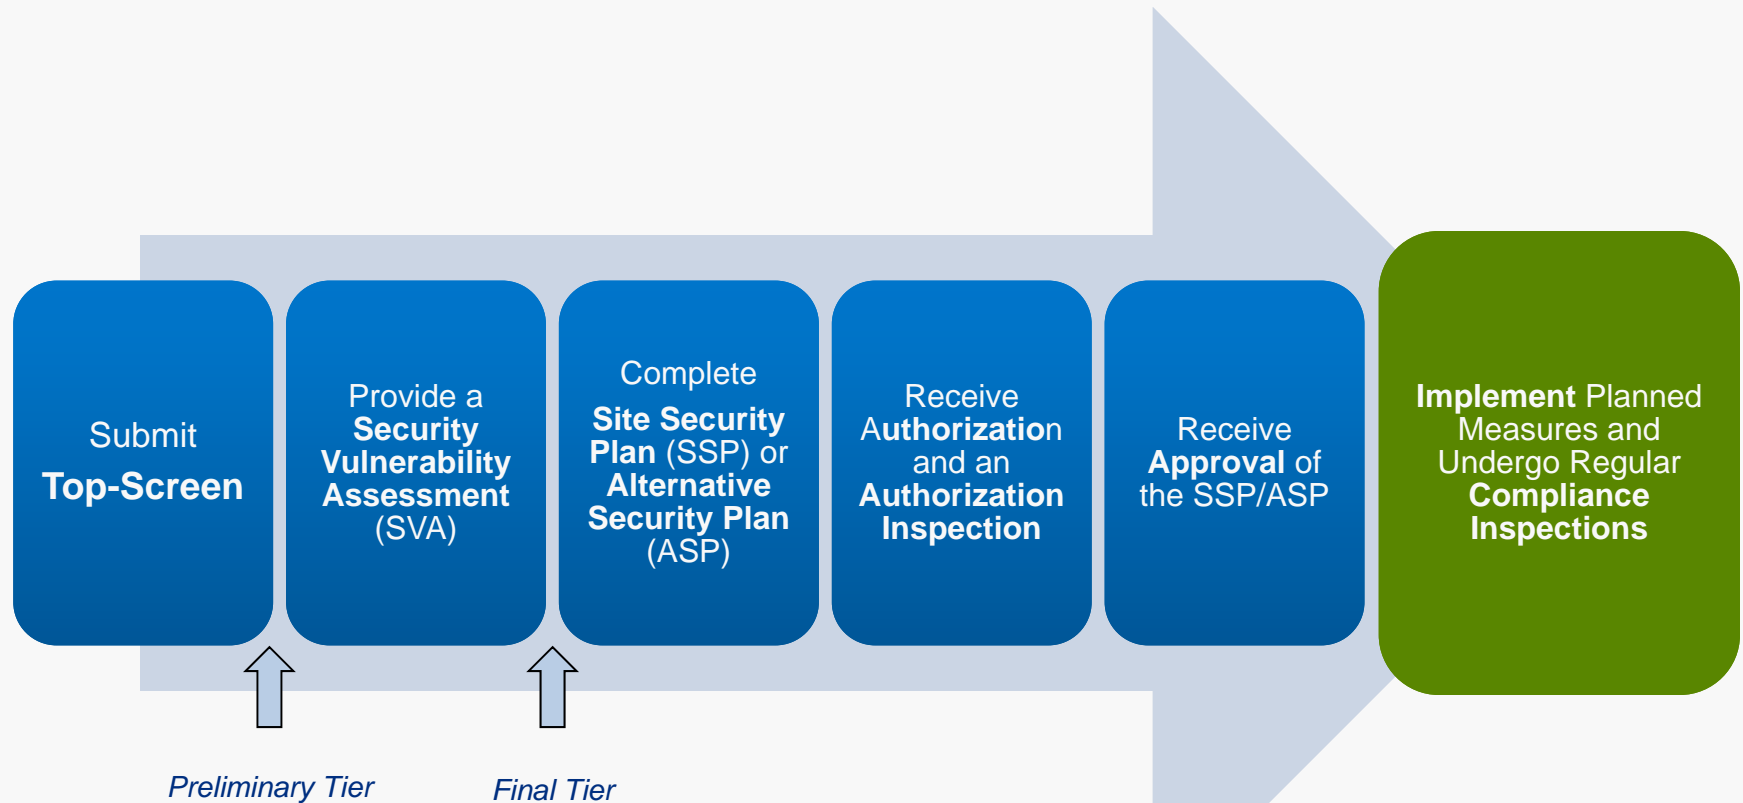 Submit
Top-Screen
Provide a
Security
Vulnerability
Assessment
(SVA)
Complete
Site Security
Plan (SSP) or
Alternative
Security Plan
(ASP)
Receive
Authorization
and an
Authorization
Inspection
Receive
Approval of
the SSP/ASP
Implement Planned
Measures and
Undergo Regular
Compliance
Inspections
Preliminary Tier
Final Tier